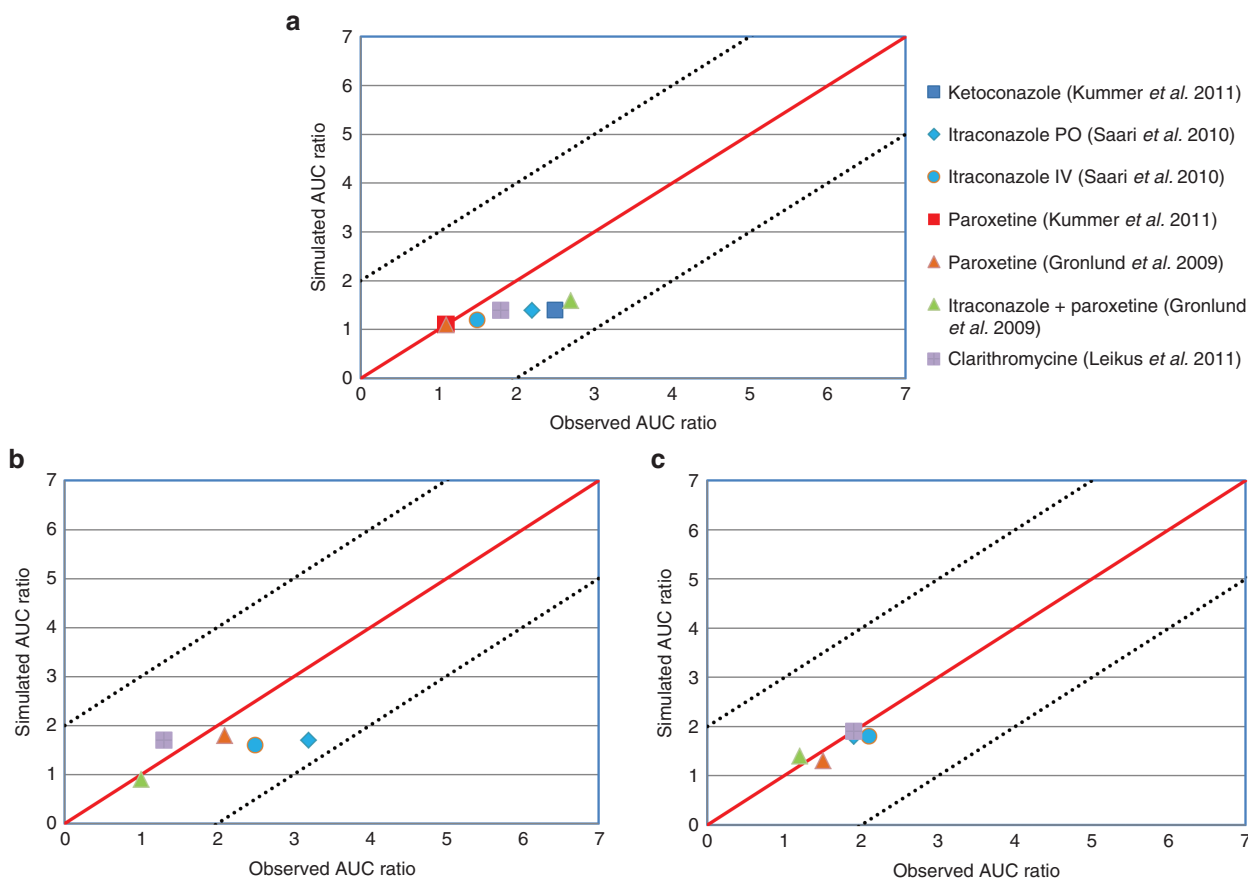 a
7
6
5
4
3
2
1
0
Simulated AUC ratio
0 1 2 3 4 5 6 7
Observed AUC ratio
Ketoconazole (Kummer et al. 2011)
Itraconazole PO (Saari et al. 2010)
Itraconazole IV (Saari et al. 2010)
Paroxetine (Kummer et al. 2011)
Paroxetine (Gronlund et al. 2009)
Itraconazole + paroxetine (Gronlund
et al. 2009)
Clarithromycine (Leikus et al. 2011)
b
7
6
5
4
3
2
1
0
Simulated AUC ratio
0 1 2 3 4 5 6 7
Observed AUC ratio
c
7
6
5
4
3
2
1
0
Simulated AUC ratio
0 1 2 3 4 5 6 7
Observed AUC ratio